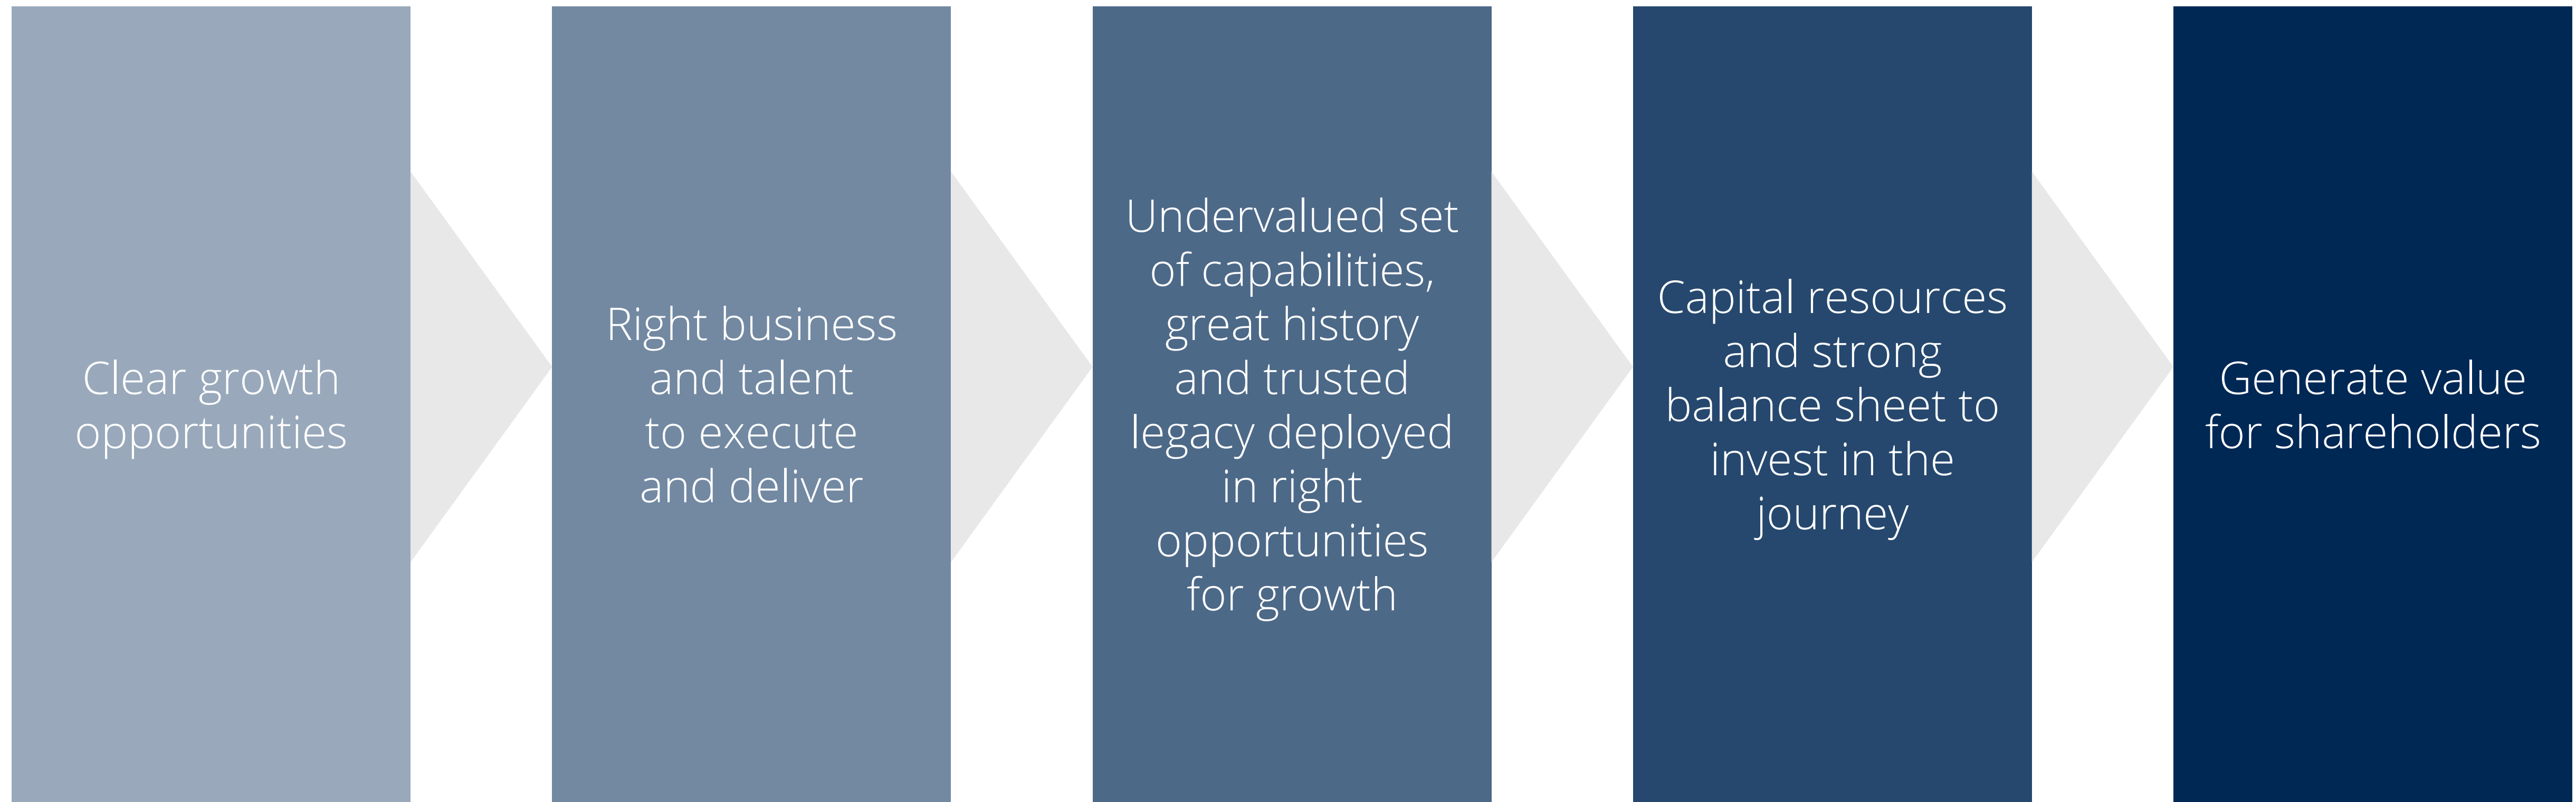 Clear growth
opportunities
Right business
and talent
to execute
and deliver
Undervalued set
of capabilities,
great history
and trusted
legacy deployed
in right
opportunities
for growth
Capital resources
and strong
balance sheet to
invest in the
journey
Generate value
for shareholders